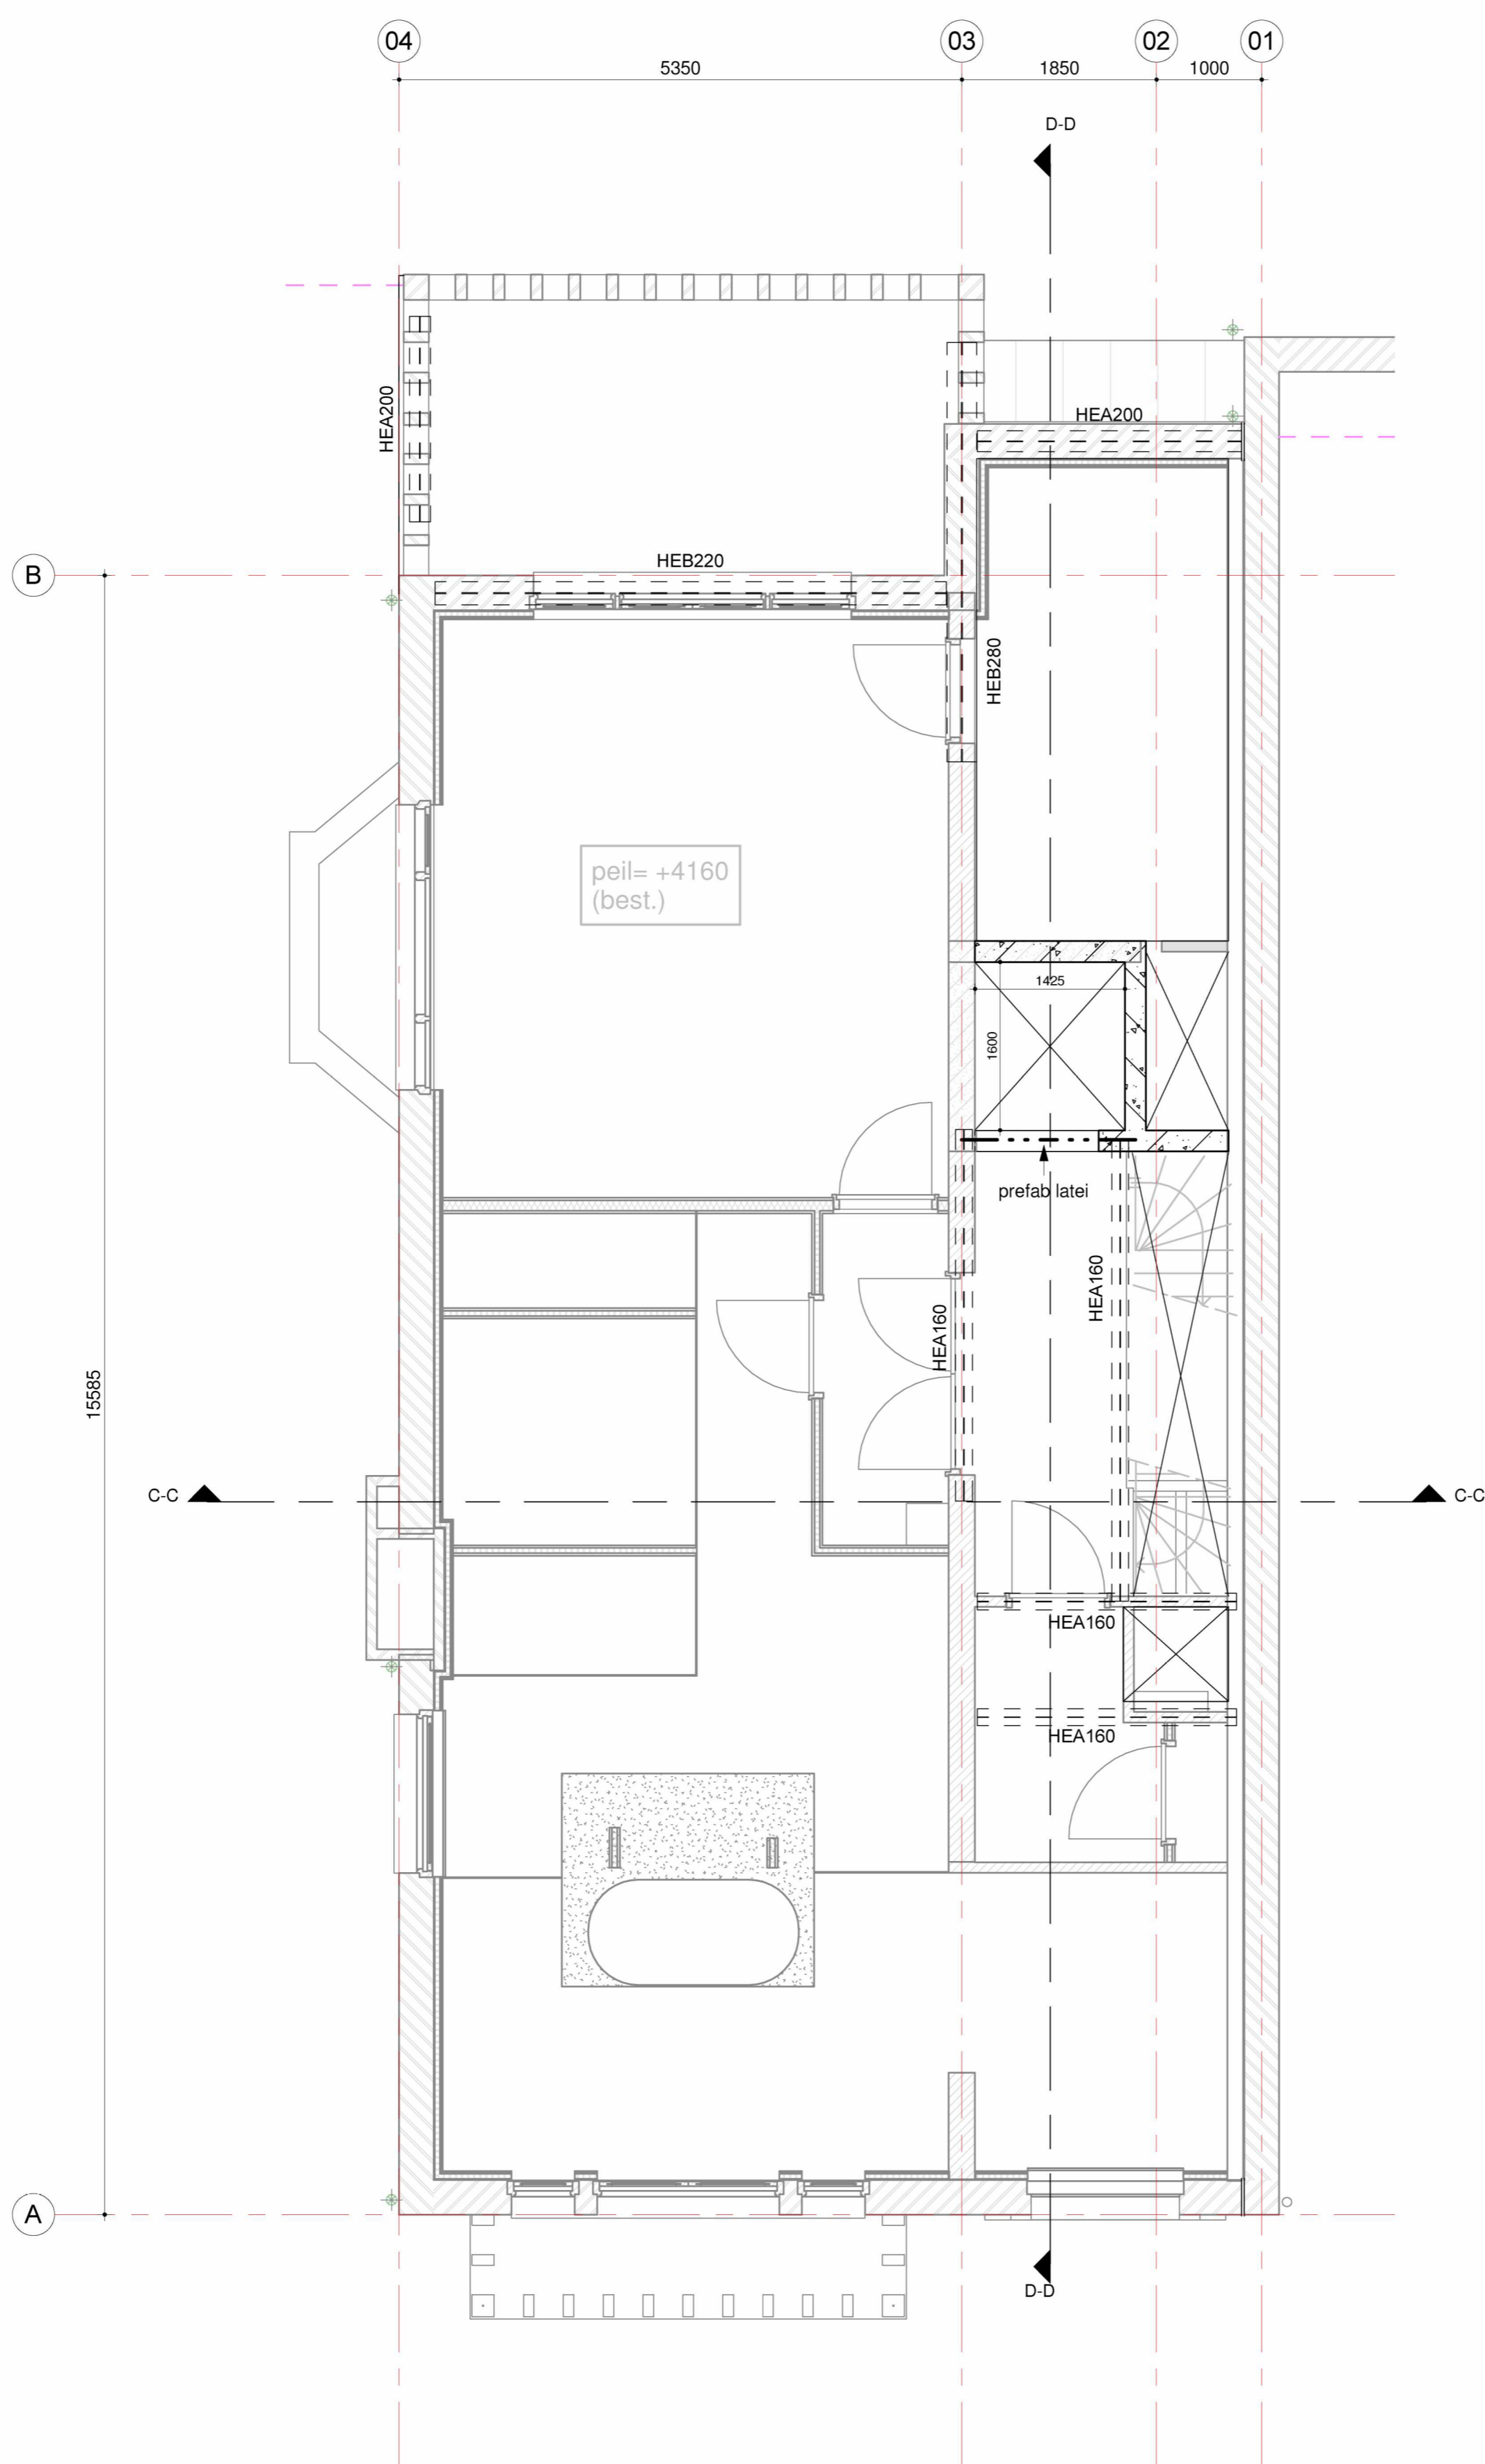 04
03
02
01
5350
1850
1000
D-D
HEA200
HEA200
B
HEB220
HEB280
peil= +4160
(best.)
1425
1600
prefab latei
HEA160
HEA160
15585
C-C
C-C
HEA160
HEA160
A
D-D